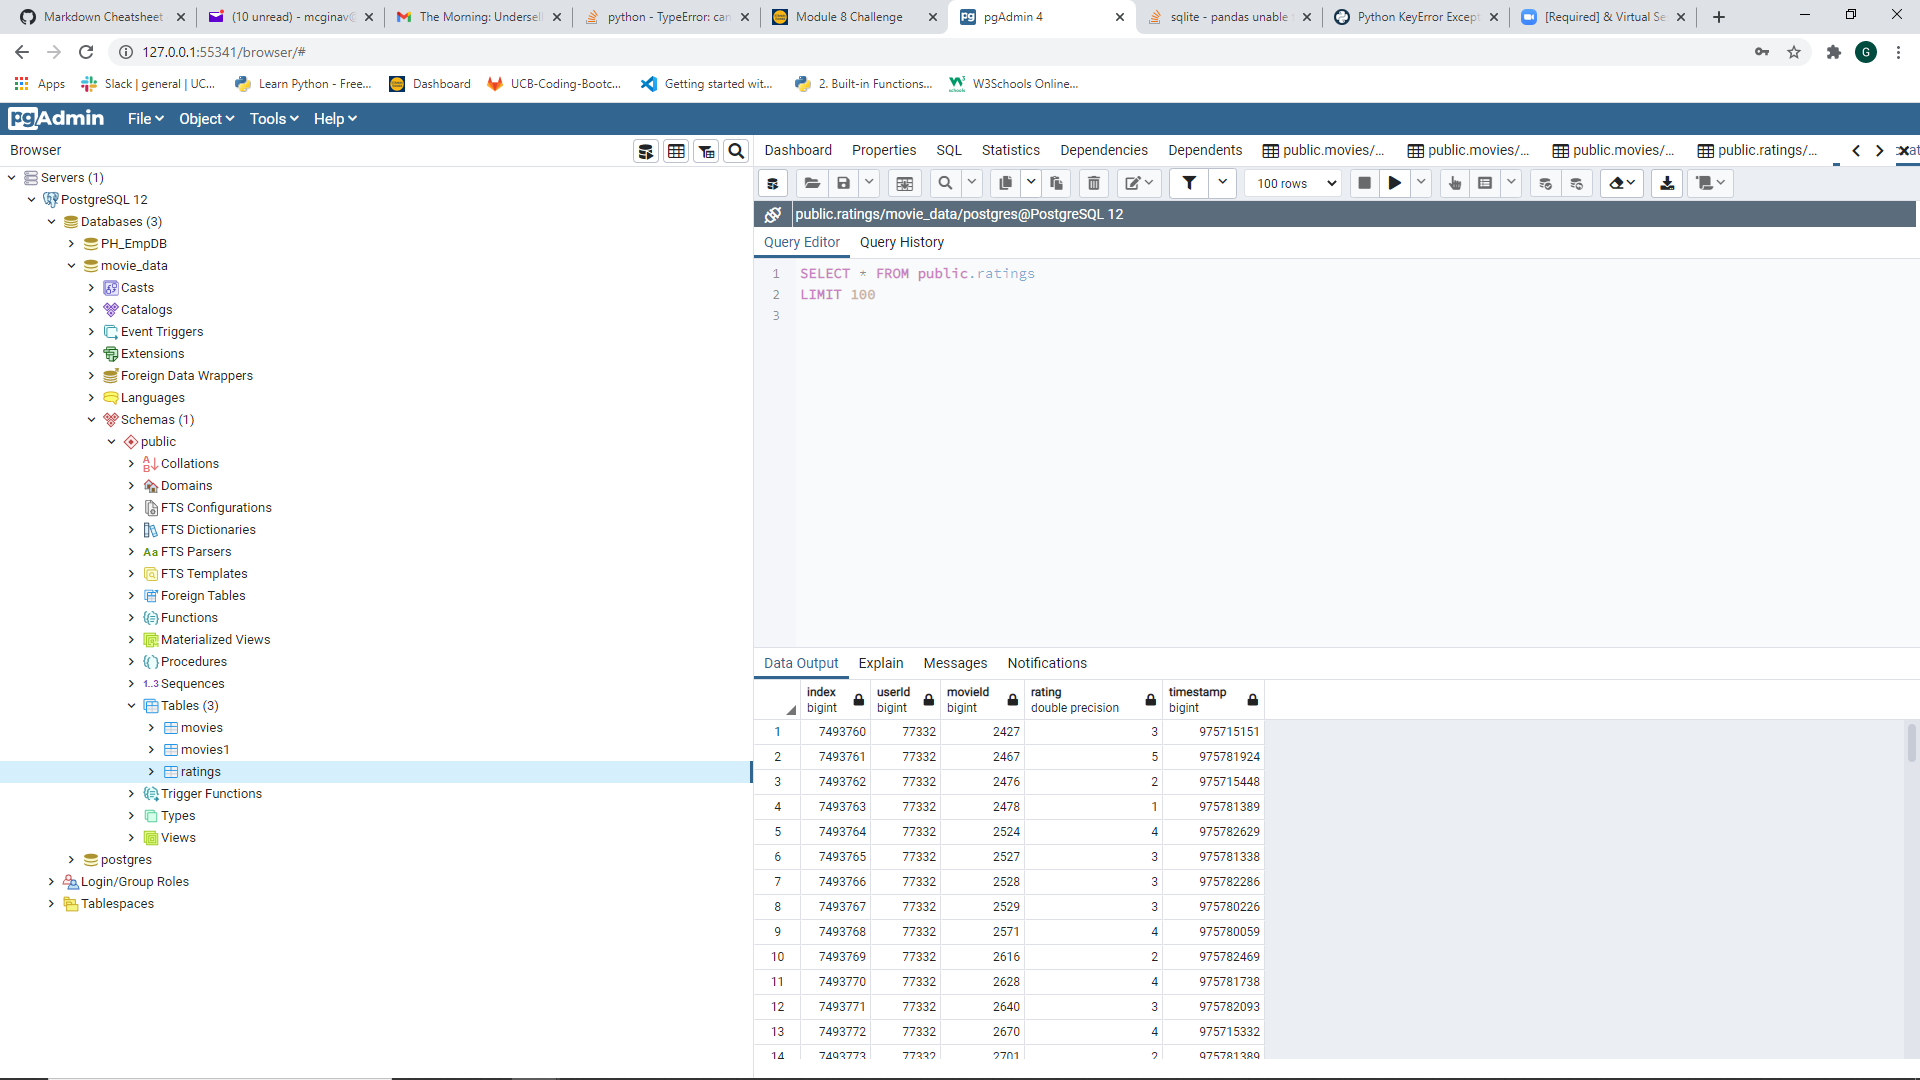 Markdown Cheatsheet
(10 unread) - mcginav@
The Morning: Undersel
python - TypeError: can
Module 8 Challenge
pgAdmin 4
sqlite - pandas unable
Python KeyError Except
[Required] & Virtual Se
127.0.0.1:55341/browser/#
G
Apps
Slack | general | UC...
Learn Python - Free...
Dashboard
UCB-Coding-Bootc...
Getting started wit...
2. Built-in Functions...
W3Schools Online...
pgAdmin
File
Object
Tools
Help
Browser
Servers (1)
PostgreSQL 12
Databases (3)
PH_EmpDB
movie_data
Casts
Catalogs
Event Triggers
Extensions
Foreign Data Wrappers
Languages
Schemas (1)
public
Collations
Domains
FTS Configurations
FTS Dictionaries
Aa FTS Parsers
FTS Templates
Foreign Tables
Functions
Materialized Views
Procedures
1..3 Sequences
Tables (3)
movies
movies1
ratings
Trigger Functions
Types
Views
postgres
Login/Group Roles
Tablespaces
Dashboard
Properties
SQL
Statistics
Dependencies
Dependents
public.movies/...
public.movies/...
public.movies/...
public.ratings/...
100 rows
public.ratings/movie_data/postgres@PostgreSQL 12
Query Editor
Query History
1 SELECT * FROM public.ratings
2 LIMIT 100
3
Data Output
Explain
Messages
Notifications
index userId movieId rating timestamp
bigint bigint bigint double precision bigint
1 7493760 77332 2427 3 975715151
2 7493761 77332 2467 5 975781924
3 7493762 77332 2476 2 975715448
4 7493763 77332 2478 1 975781389
5 7493764 77332 2524 4 975782629
6 7493765 77332 2527 3 975781338
7 7493766 77332 2528 3 975782286
8 7493767 77332 2529 3 975780226
9 7493768 77332 2571 4 975780059
10 7493769 77332 2616 2 975782469
11 7493770 77332 2628 4 975781738
12 7493771 77332 2640 3 975782093
13 7493772 77332 2670 4 975715332
14 7493773 77332 2701 2 975781389